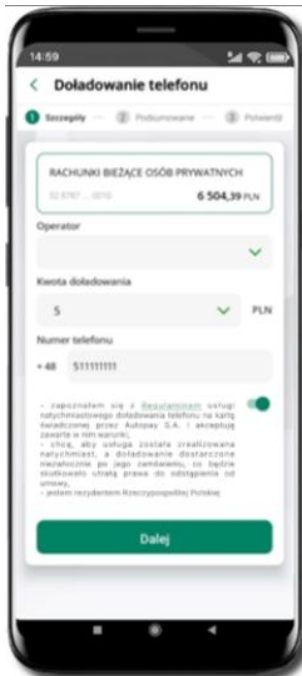 14:59
Doładowanie telefonu
1 Szczegóły 2 Podsumowanie 3 Potwierdź
RACHUNKI BIEŻĄCE OSÓB PRYWATNYCH
6 504,39 PLN
Operator
Kwota doładowania
5 PLN
Numer telefonu
+ 48 511111111
- zapoznałem się z Regulaminem usługi
natychmiastowego doładowania telefonu na kartę
świadczonej przez Autopay S.A. i akceptuję
zawarte w nim warunki,
- chcę, aby usługa została zrealizowana
natychmiast, a doładowanie dostarczone
niezwłocznie po jego zamówieniu, co będzie
skutkowało utratą prawa do odstąpienia od
umowy,
- jestem rezydentem Rzeczypospolitej Polskiej
Dalej